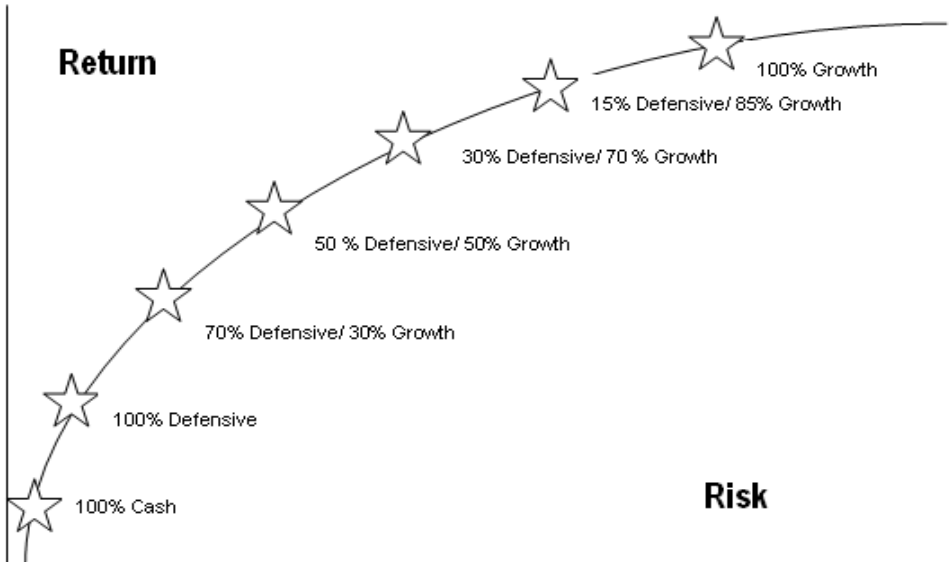 Return
100% Growth
15% Defensive/ 85% Growth
30% Defensive/ 70 % Growth
50 % Defensive/ 50% Growth
70% Defensive/ 30% Growth
100% Defensive
100% Cash
Risk